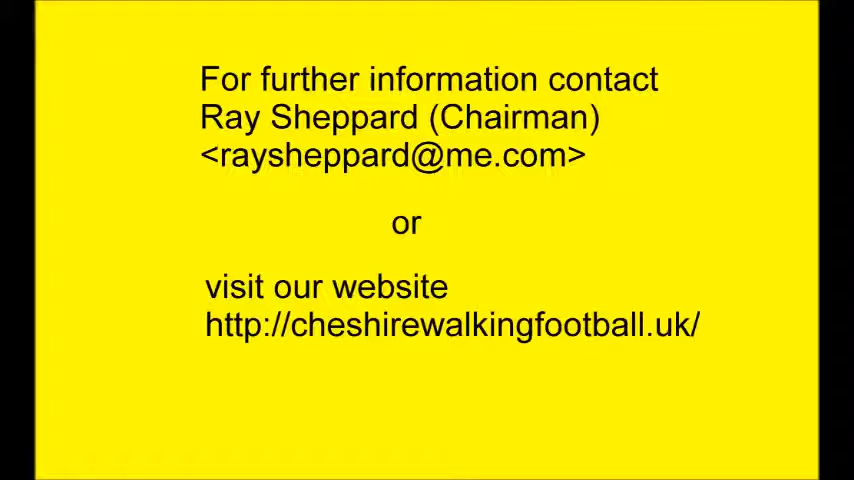 For further information contact
Ray Sheppard (Chairman)
<raysheppard@me.com>
or
visit our website
http://cheshirewalkingfootball.uk/